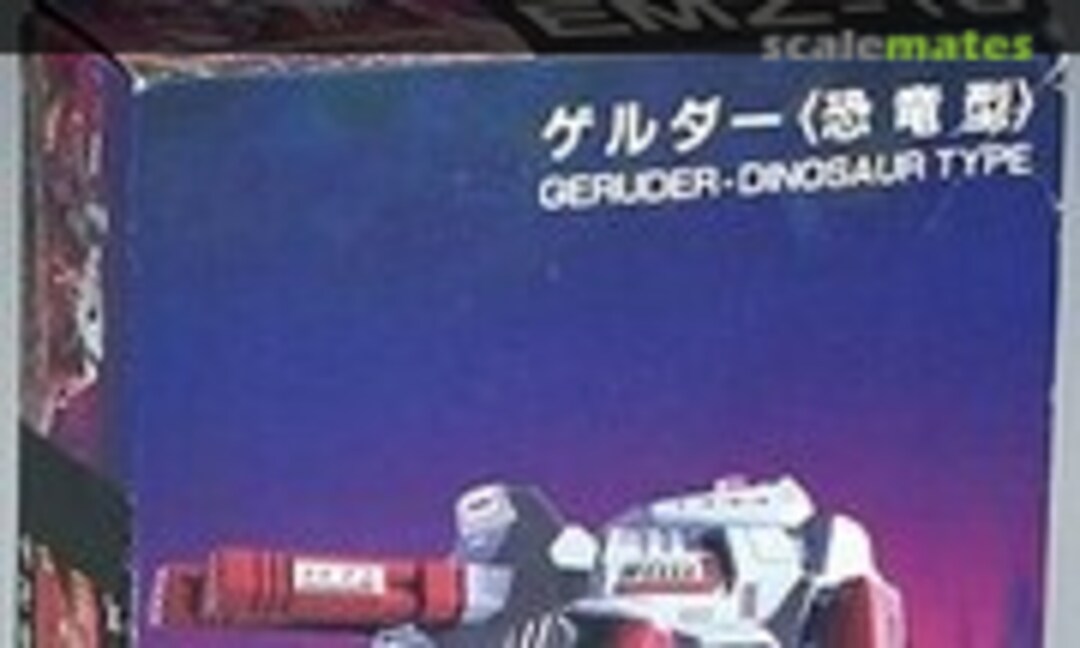 scalemates
ゲルダー《恐竜型》
GERUDER-DINOSAUR TYPE